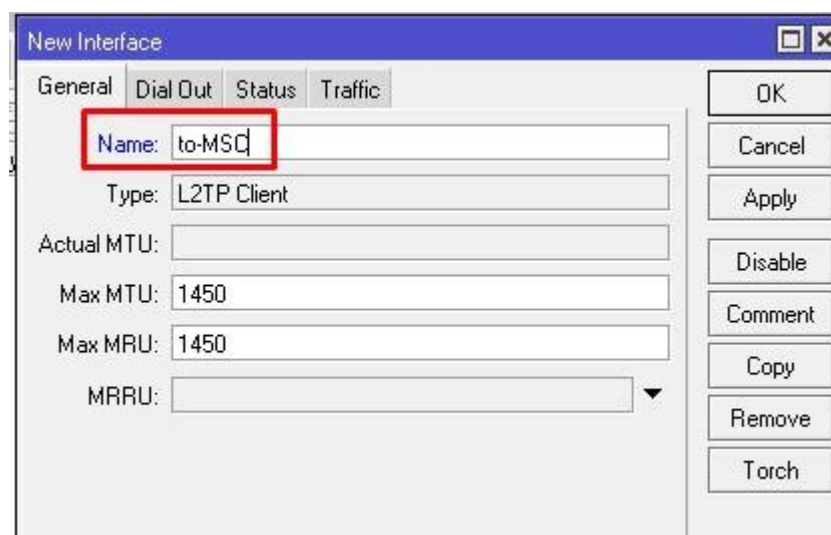 New Interface
General Dial Out Status Traffic
Name: to-MSC
Type: L2TP Client
Actual MTU:
Max MTU: 1450
Max MRU: 1450
MRRU:
OK
Cancel
Apply
Disable
Comment
Copy
Remove
Torch